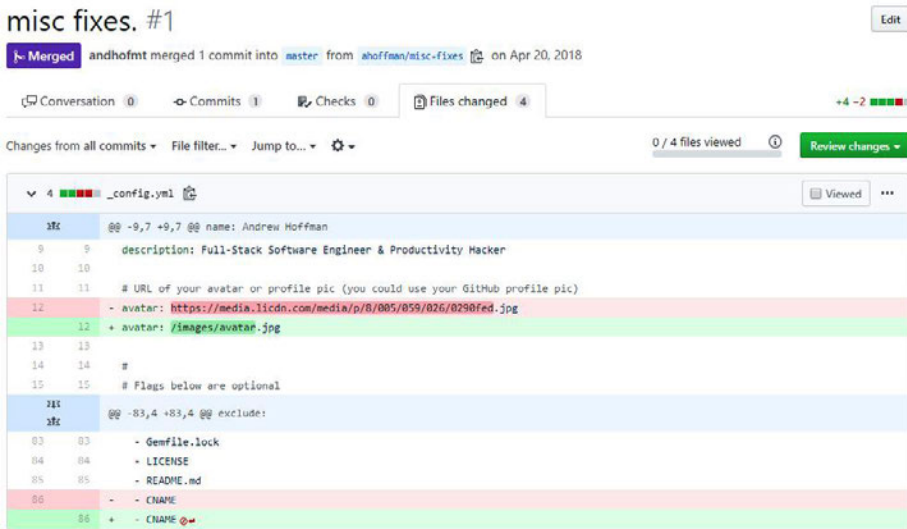 misc fixes. #1
Edit
Merged andhofmt merged 1 commit into master from ahoffman/misc-fixes on Apr 20, 2018
Conversation 0 Commits 1 Checks 0 Files changed 4 +4 −2
Changes from all commits File filter... Jump to... 0 / 4 files viewed Review changes
4 _config.yml Viewed ...
@@ -9,7 +9,7 @@ name: Andrew Hoffman
9 9 description: Full-Stack Software Engineer & Productivity Hacker
10 10
11 11 # URL of your avatar or profile pic (you could use your GitHub profile pic)
12 - avatar: https://media.licdn.com/media/p/8/005/059/026/0290fed.jpg
12 + avatar: /images/avatar.jpg
13 13
14 14 #
15 15 # Flags below are optional
@@ -83,4 +83,4 @@ exclude:
83 83 - Gemfile.lock
84 84 - LICENSE
85 85 - README.md
86 - - CNAME
86 + - CNAME